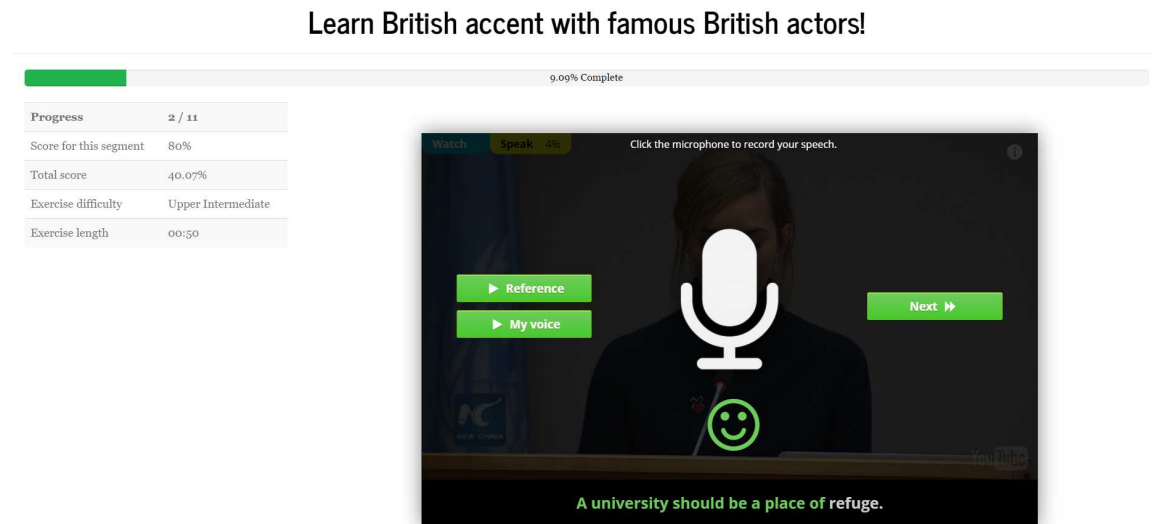 Learn British accent with famous British actors!
9.09% Complete
Progress 2 / 11
Score for this segment 80%
Total score 40.07%
Exercise difficulty Upper Intermediate
Exercise length 00:50
Watch Speak 4% Click the microphone to record your speech.
Reference
My voice
Next
NEW CHINA
YouTube
A university should be a place of refuge.